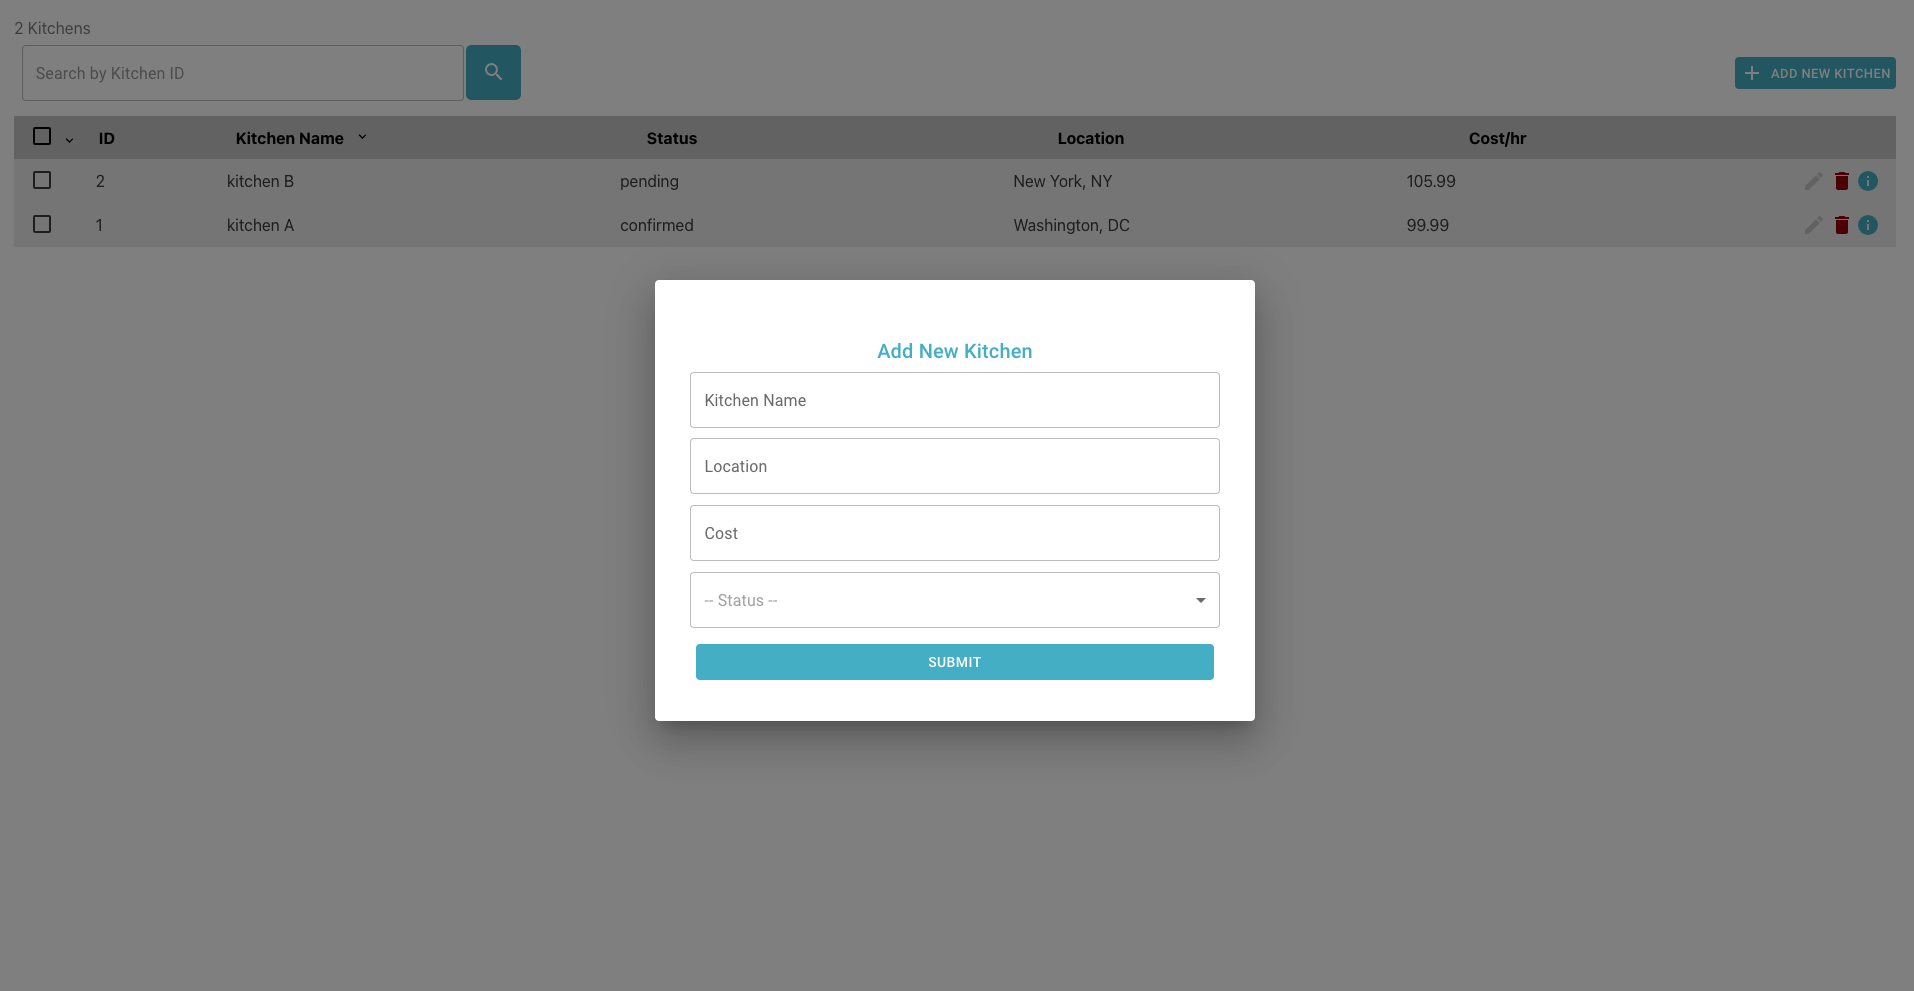 2 Kitchens
Search by Kitchen ID
ADD NEW KITCHEN
ID Kitchen Name Status Location Cost/hr
2 kitchen B pending New York, NY 105.99
1 kitchen A confirmed Washington, DC 99.99
Add New Kitchen
Kitchen Name
Location
Cost
-- Status --
SUBMIT